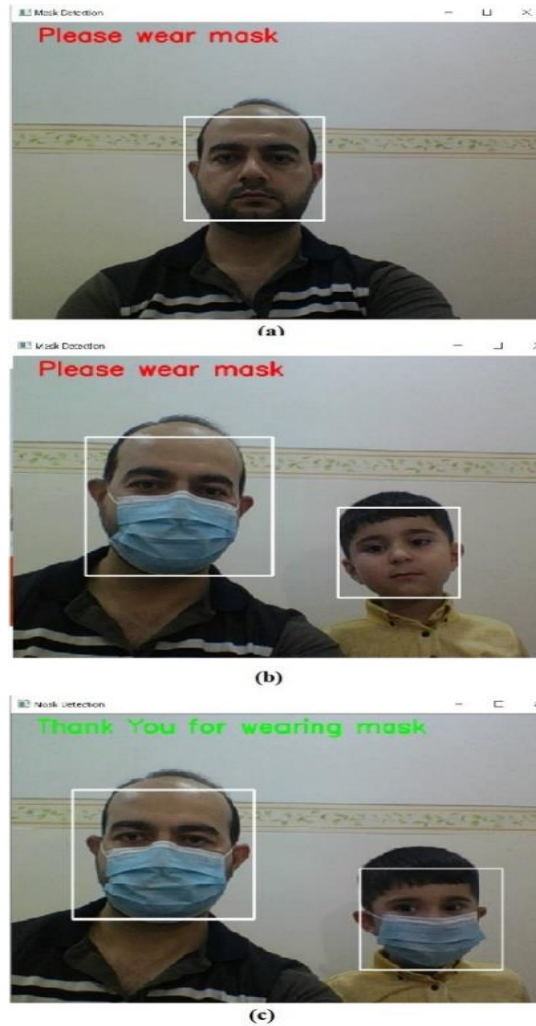 Mask Detection
Please wear mask
(a)
Mask Detection
Please wear mask
(b)
Mask Detection
Thank You for wearing mask
(c)